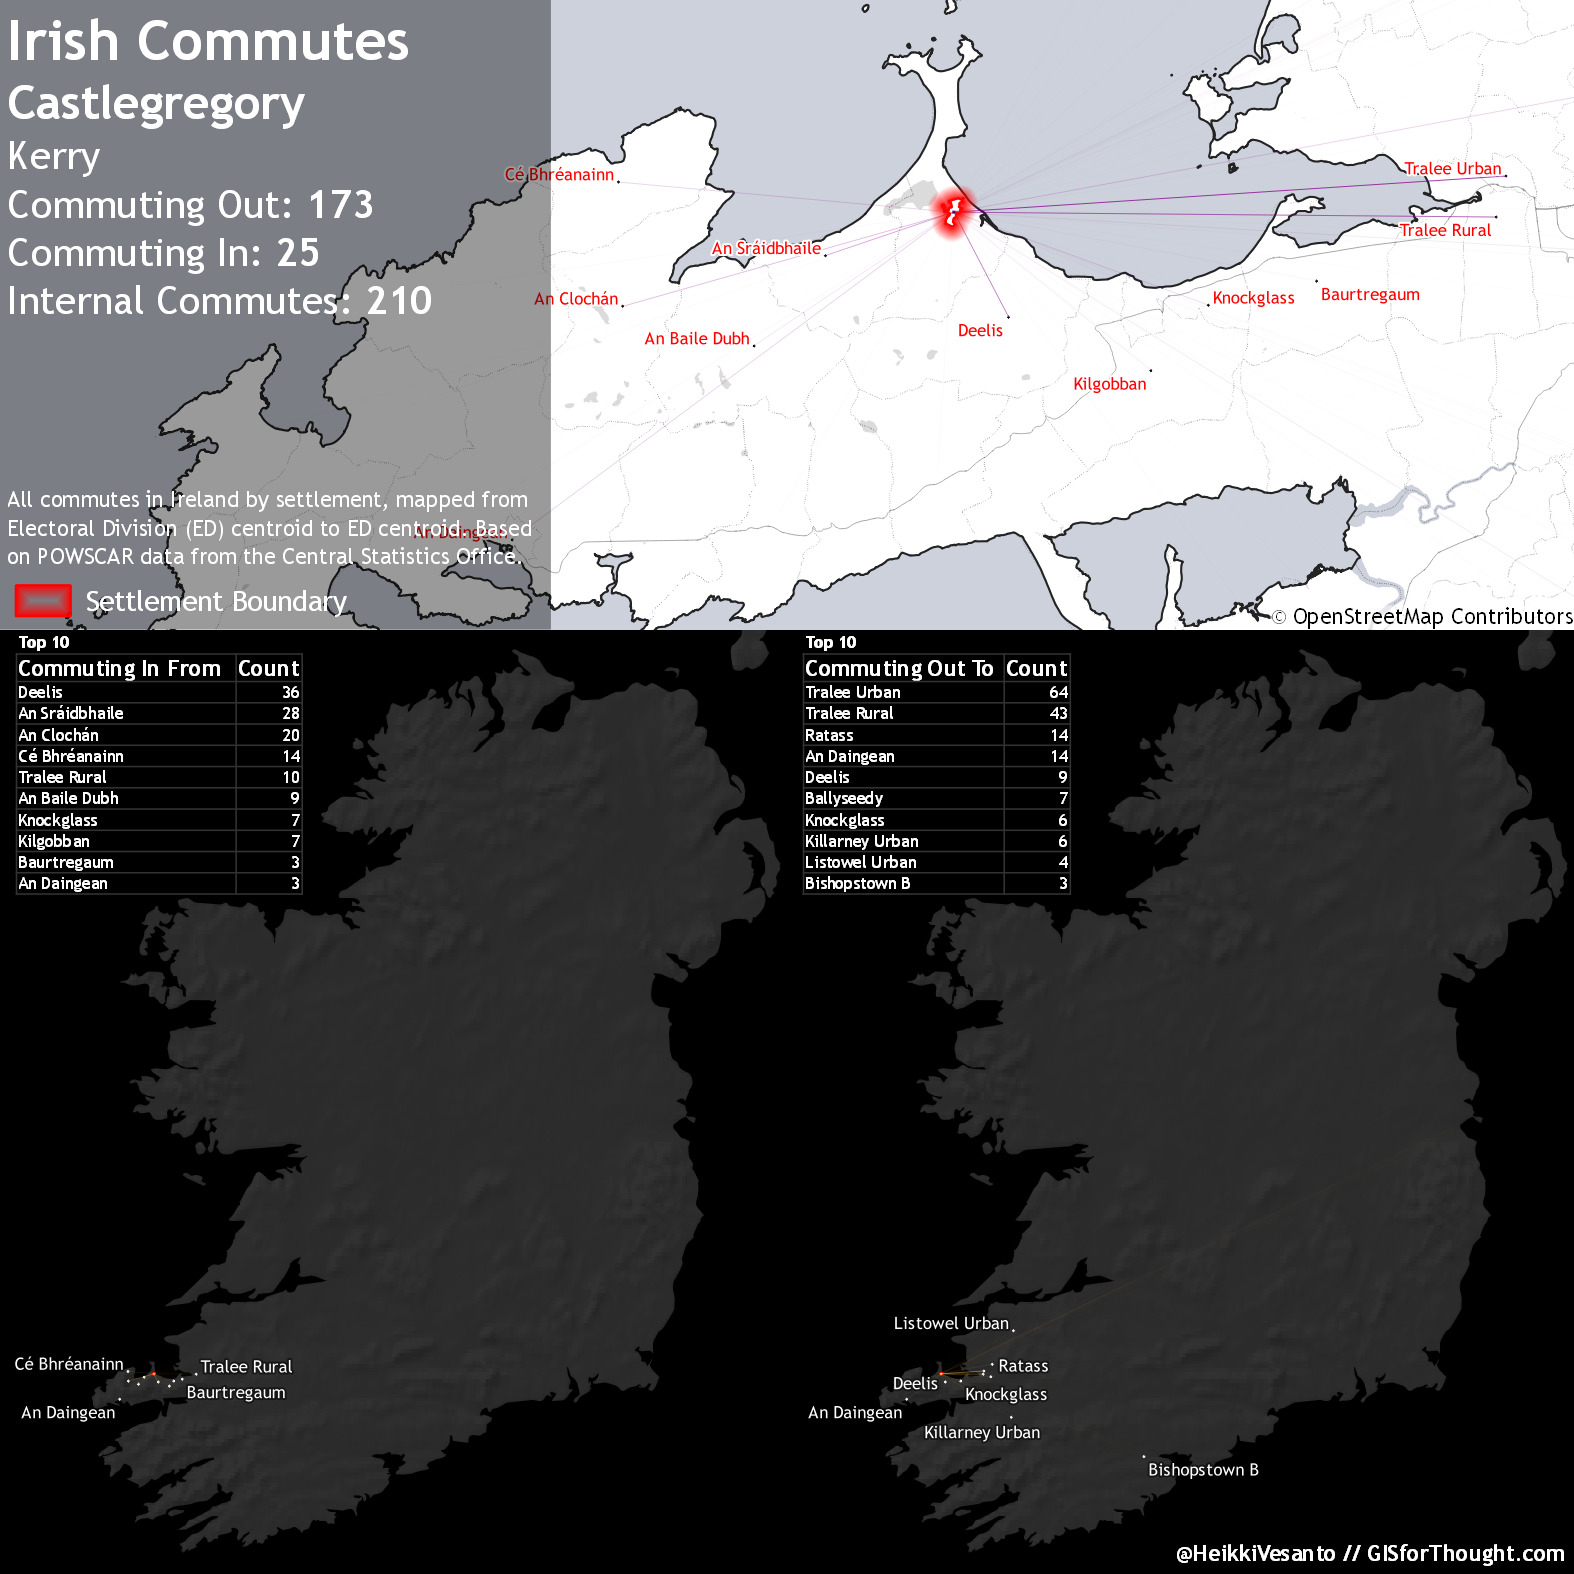 Irish Commutes
Castlegregory
Kerry
Commuting Out: 173
Commuting In: 25
Internal Commutes: 210
All commutes in Ireland by settlement, mapped from
Electoral Division (ED) centroid to ED centroid. Based
on POWSCAR data from the Central Statistics Office.
Settlement Boundary
Cé Bhréanainn
An Sráidbhaile
An Clochán
An Baile Dubh
An Daingean
Deelis
Kilgobban
Knockglass
Baurtregaum
Tralee Urban
Tralee Rural
© OpenStreetMap Contributors
Top 10
Commuting In From Count
Deelis 36
An Sráidbhaile 28
An Clochán 20
Cé Bhréanainn 14
Tralee Rural 10
An Baile Dubh 9
Knockglass 7
Kilgobban 7
Baurtregaum 3
An Daingean 3
Cé Bhréanainn
Tralee Rural
Baurtregaum
An Daingean
Top 10
Commuting Out To Count
Tralee Urban 64
Tralee Rural 43
Ratass 14
An Daingean 14
Deelis 9
Ballyseedy 7
Knockglass 6
Killarney Urban 6
Listowel Urban 4
Bishopstown B 3
Listowel Urban
Ratass
Deelis
Knockglass
An Daingean
Killarney Urban
Bishopstown B
@HeikkiVesanto // GISforThought.com